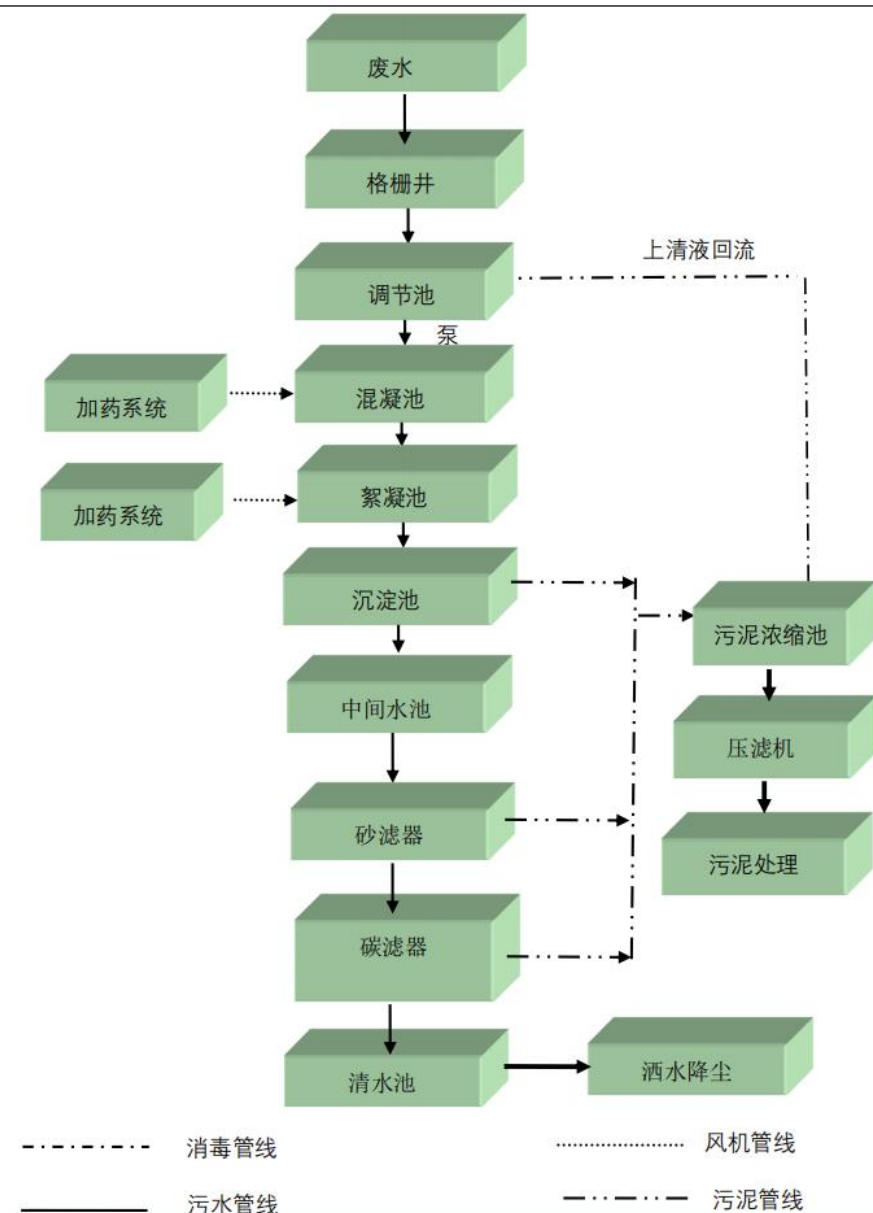 废水
格栅井
上清液回流
调节池
泵
加药系统
混凝池
加药系统
絮凝池
沉淀池
污泥浓缩池
中间水池
压滤机
砂滤器
污泥处理
碳滤器
清水池
洒水降尘
消毒管线
风机管线
污水管线
污泥管线